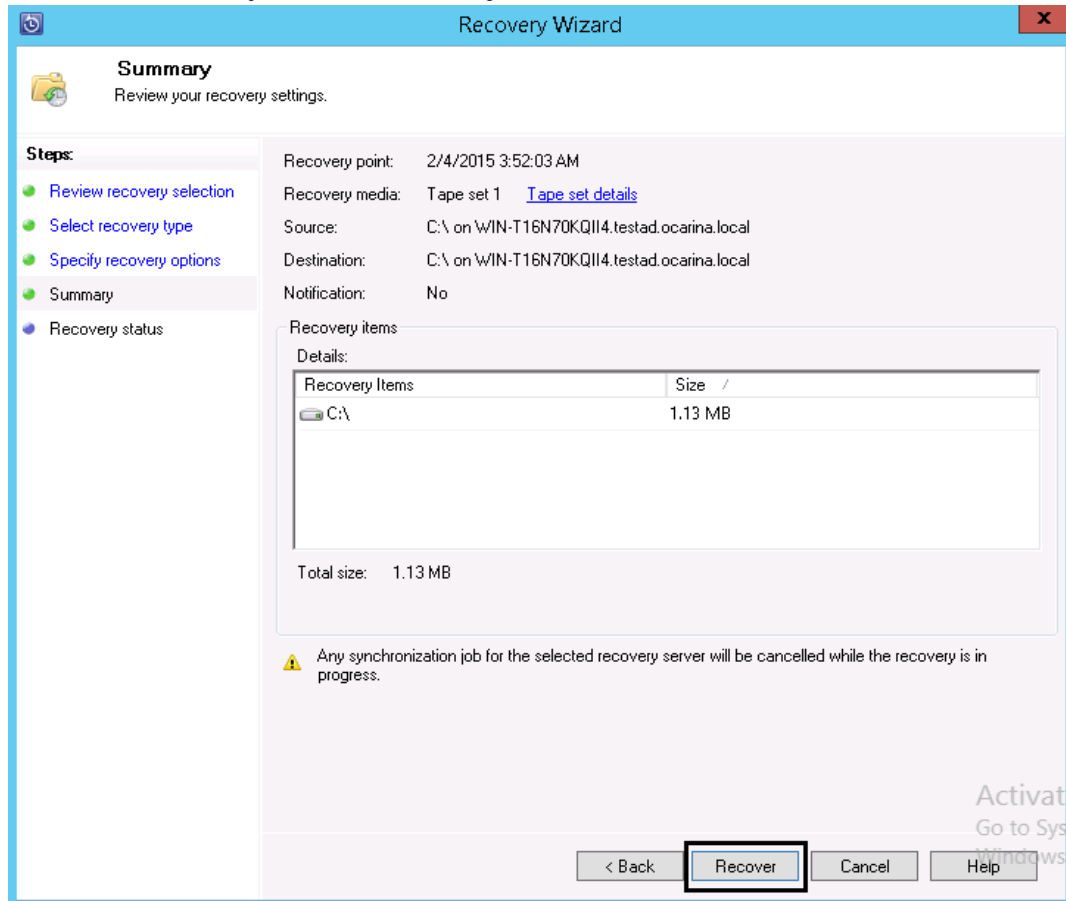 Recovery Wizard
x
Summary
Review your recovery settings.
Steps:
Review recovery selection
Select recovery type
Specify recovery options
Summary
Recovery status
Recovery point: 2/4/2015 3:52:03 AM
Recovery media: Tape set 1 Tape set details
Source: C:\ on WIN-T16N70KQII4.testad.ocarina.local
Destination: C:\ on WIN-T16N70KQII4.testad.ocarina.local
Notification: No
Recovery items
Details:
Recovery Items Size
C:\ 1.13 MB
Total size: 1.13 MB
Any synchronization job for the selected recovery server will be cancelled while the recovery is in
progress.
Activat
Go to Sys
Windows
< Back Recover Cancel Help